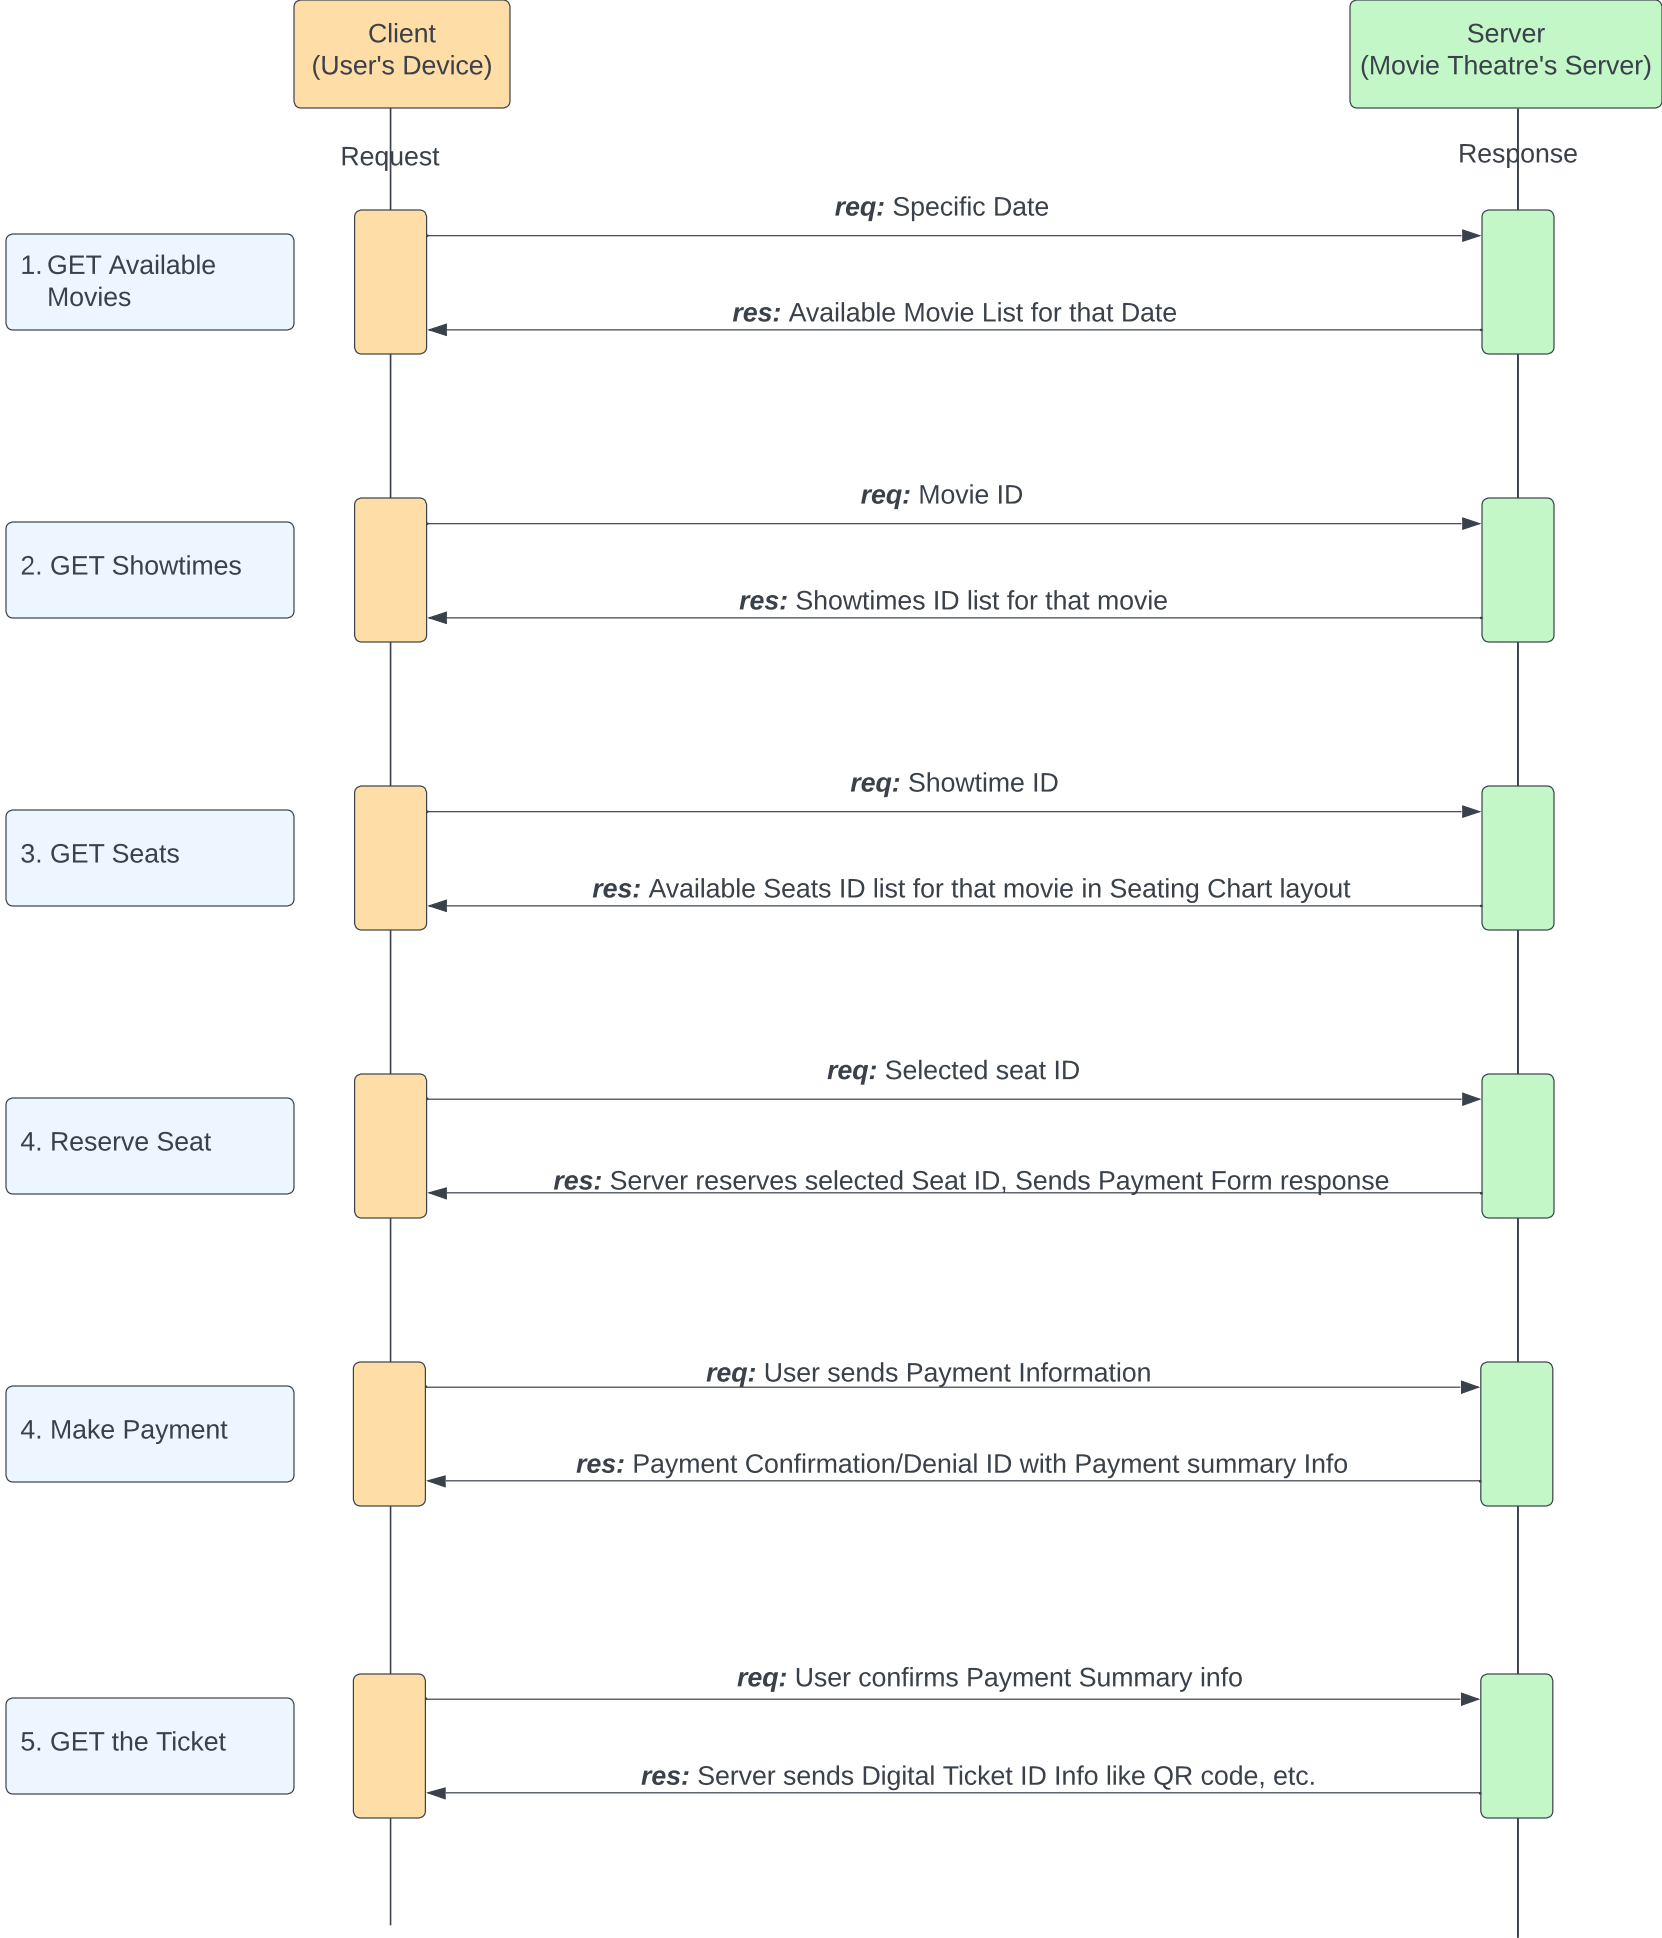 Client
(User's Device)
Server
(Movie Theatre's Server)
Request
Response
req: Specific Date
1. GET Available
Movies
res: Available Movie List for that Date
req: Movie ID
2. GET Showtimes
res: Showtimes ID list for that movie
req: Showtime ID
3. GET Seats
res: Available Seats ID list for that movie in Seating Chart layout
req: Selected seat ID
4. Reserve Seat
res: Server reserves selected Seat ID, Sends Payment Form response
req: User sends Payment Information
4. Make Payment
res: Payment Confirmation/Denial ID with Payment summary Info
req: User confirms Payment Summary info
5. GET the Ticket
res: Server sends Digital Ticket ID Info like QR code, etc.